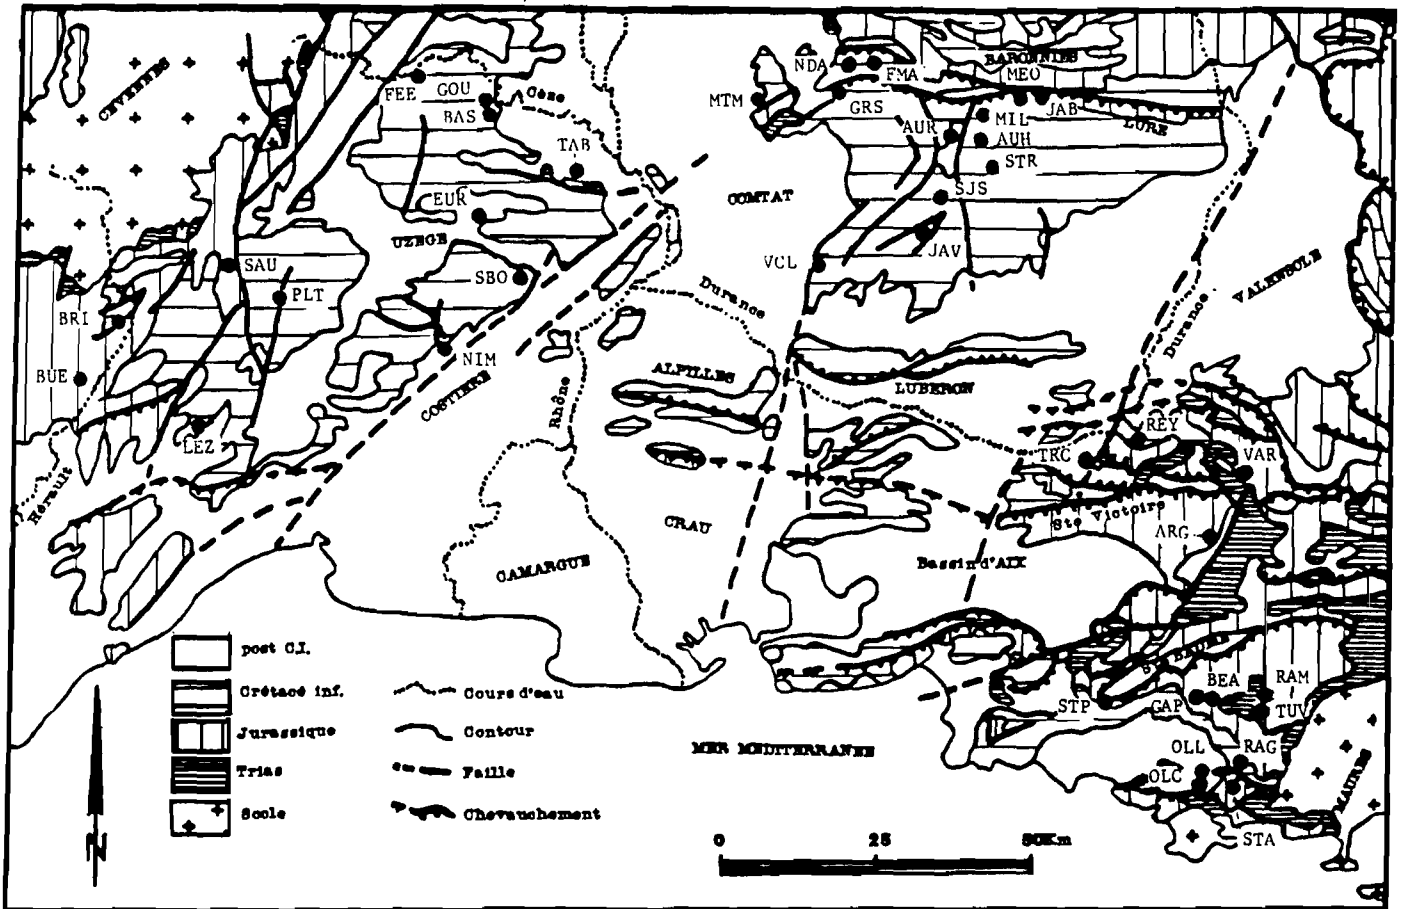 CEVENNES
FEE
GOU
BAS
Cèze
TAB
EUR
UZEGE
SBO
SAU
PLT
BRI
BUE
LEZ
NIM
COSTIERE
Hérault
Rhône
MTM
NDA
FMA
GRS
BARONNIES
MEO
JAB
LURE
MIL
AUR
AUH
STR
SJS
JAV
VCL
COMTAT
Durance
Durance
VALENSOLE
ALPILLES
LUBERON
REY
TRC
VAR
Ste Victoire
ARG
CRAU
CAMARGUE
Bassin d'AIX
Ste BAUME
BEA
RAM
STP
GAP
TUV
OLL
RAG
OLC
STA
MAURES
MER MEDITERRANEE
post C.I.
Crétacé inf.
Jurassique
Trias
Socle
Cours d'eau
Contour
Faille
Chevauchement
N
0 25 50Km